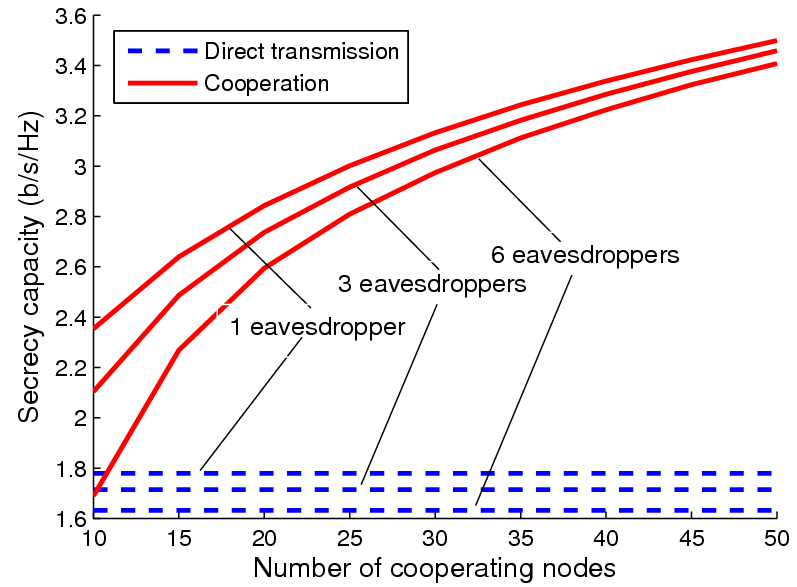 3.6
3.4
3.2
3
2.8
2.6
2.4
2.2
2
1.8
1.6
Secrecy capacity (b/s/Hz)
Direct transmission
Cooperation
6 eavesdroppers
3 eavesdroppers
1 eavesdropper
10 15 20 25 30 35 40 45 50
Number of cooperating nodes